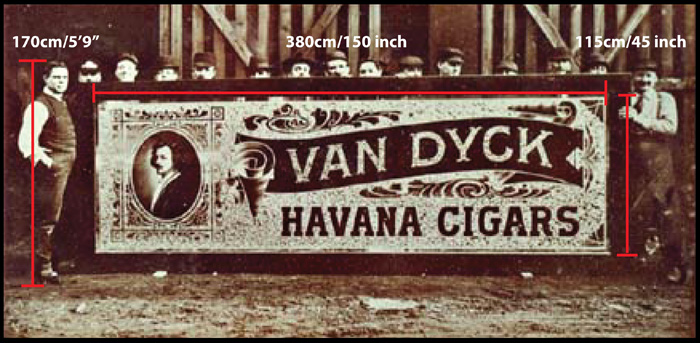 170cm/5’9”
380cm/150 inch
115cm/45 inch
VAN DYCK
HAVANA CIGARS